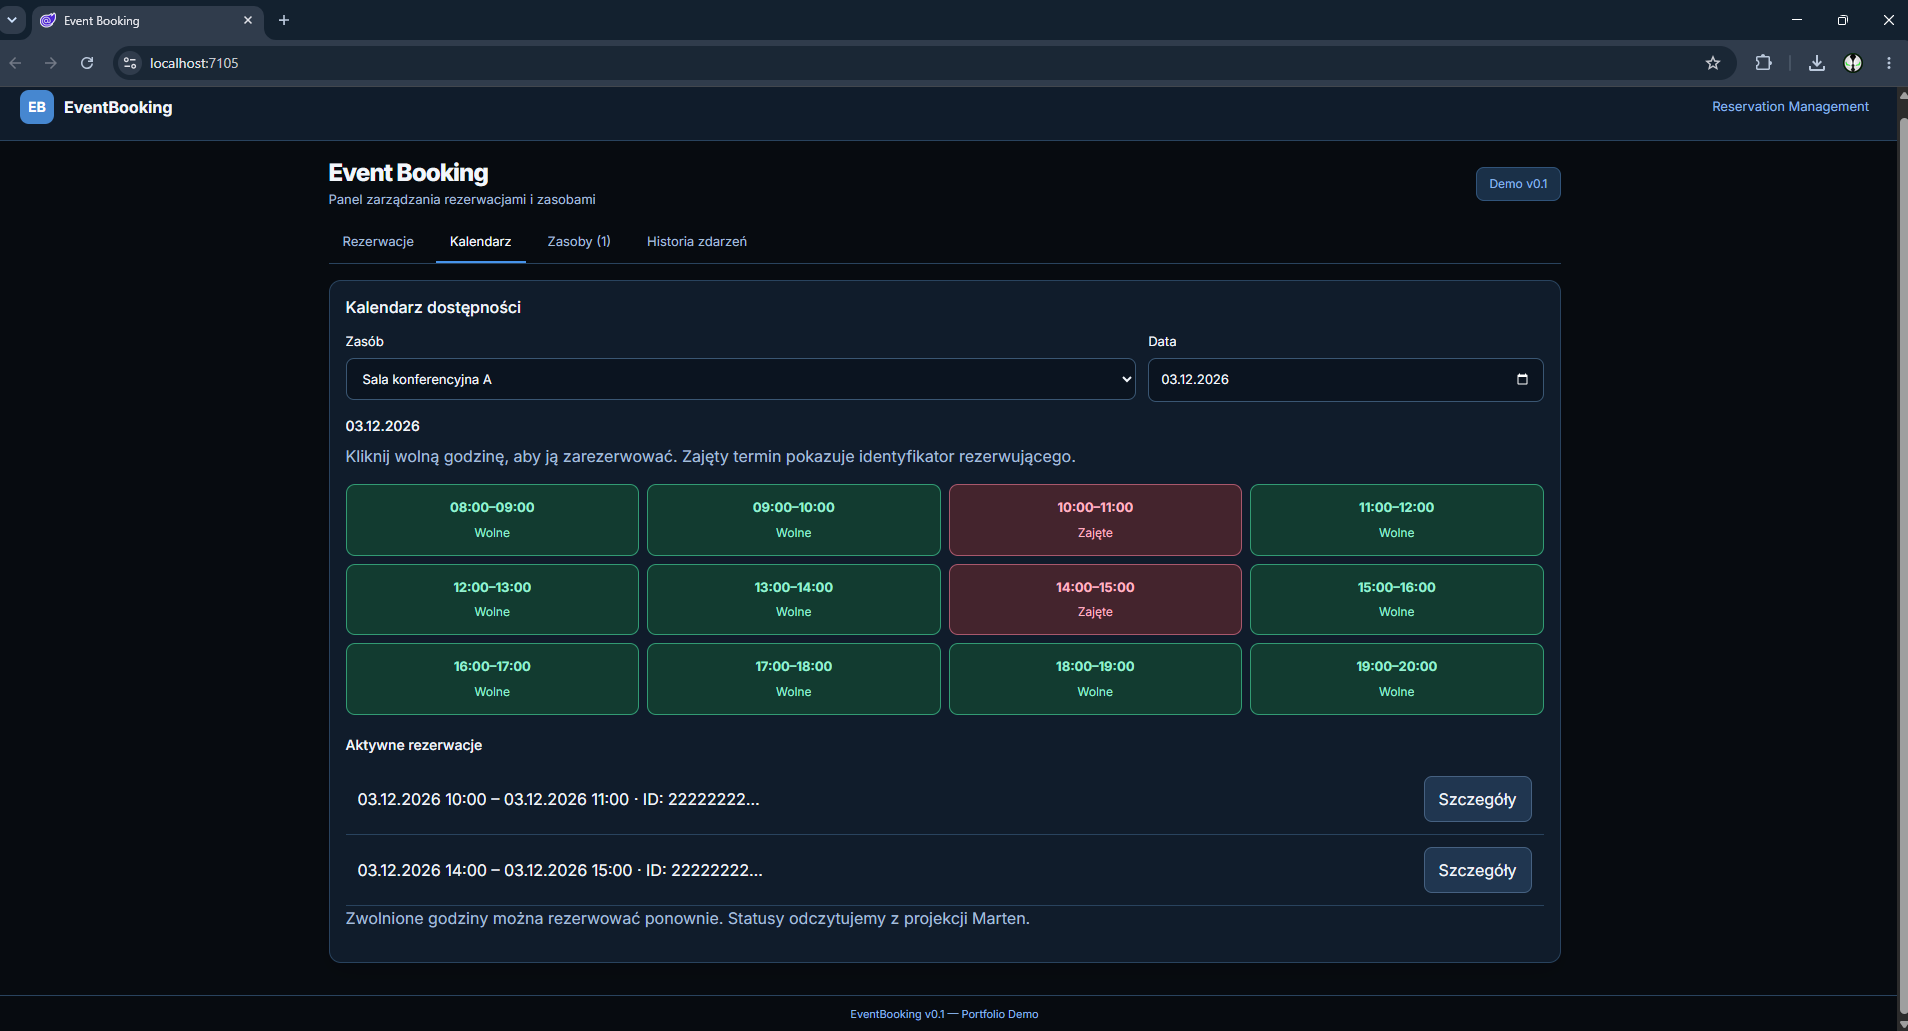 Event Booking
localhost:7105
EB EventBooking
Reservation Management
Event Booking
Panel zarządzania rezerwacjami i zasobami
Demo v0.1
Rezerwacje Kalendarz Zasoby (1) Historia zdarzeń
Kalendarz dostępności
Zasób Data
Sala konferencyjna A 03.12.2026
03.12.2026
Kliknij wolną godzinę, aby ją zarezerwować. Zajęty termin pokazuje identyfikator rezerwującego.
08:00–09:00 09:00–10:00 10:00–11:00 11:00–12:00
Wolne Wolne Zajęte Wolne
12:00–13:00 13:00–14:00 14:00–15:00 15:00–16:00
Wolne Wolne Zajęte Wolne
16:00–17:00 17:00–18:00 18:00–19:00 19:00–20:00
Wolne Wolne Wolne Wolne
Aktywne rezerwacje
03.12.2026 10:00 – 03.12.2026 11:00 · ID: 22222222... Szczegóły
03.12.2026 14:00 – 03.12.2026 15:00 · ID: 22222222... Szczegóły
Zwolnione godziny można rezerwować ponownie. Statusy odczytujemy z projekcji Marten.
EventBooking v0.1 — Portfolio Demo